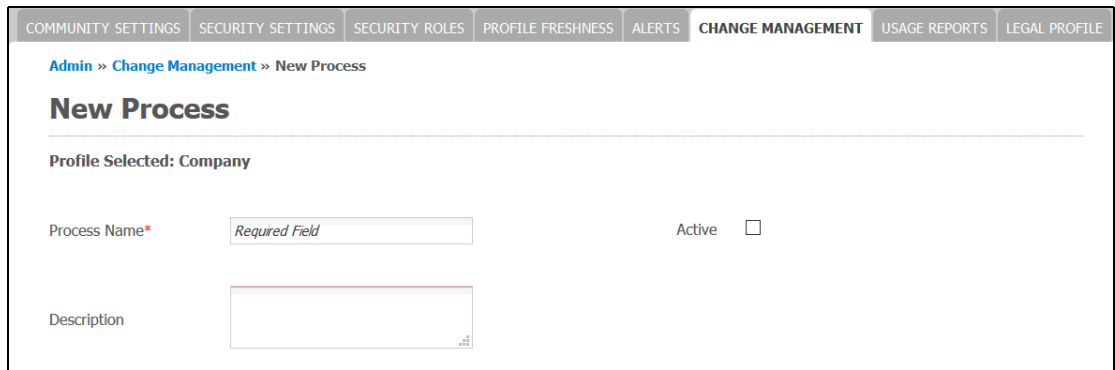 COMMUNITY SETTINGS SECURITY SETTINGS SECURITY ROLES PROFILE FRESHNESS ALERTS CHANGE MANAGEMENT USAGE REPORTS LEGAL PROFILE
Admin » Change Management » New Process
New Process
Profile Selected: Company
Process Name* Required Field Active
Description